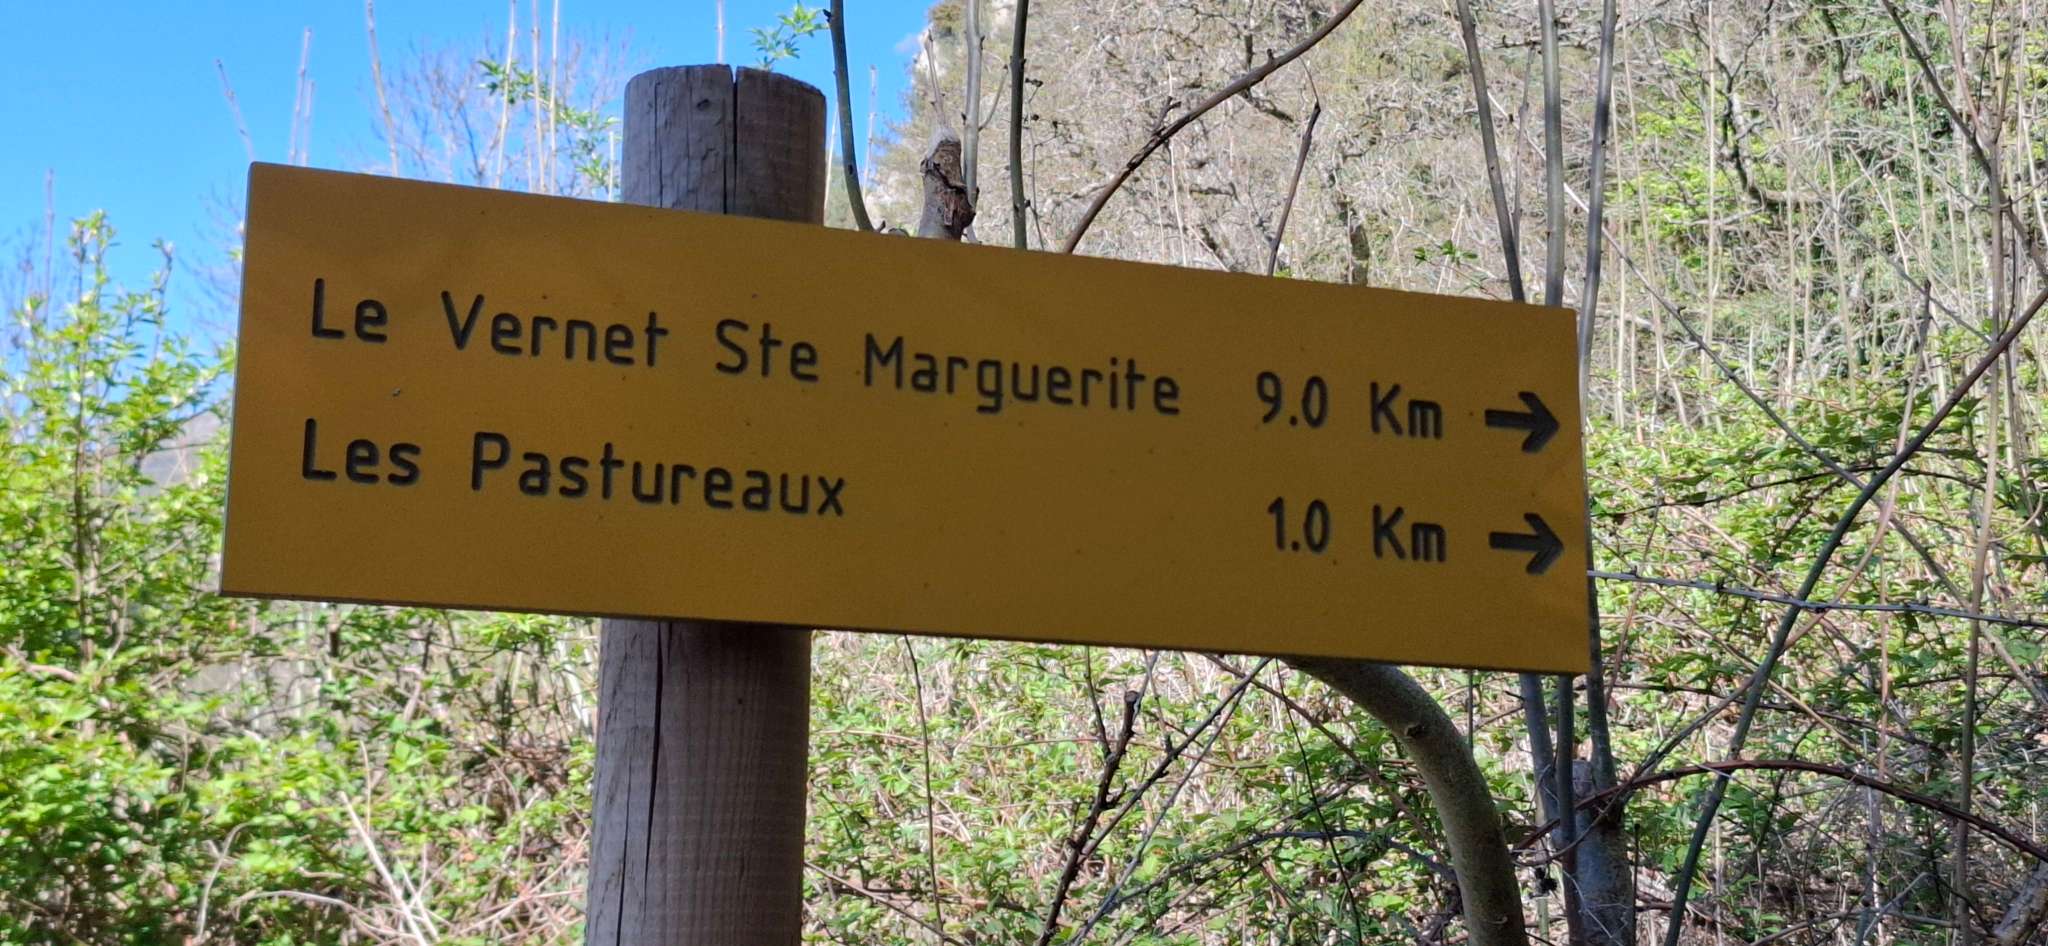 Le Vernet Ste Marguerite 9.0 Km →
Les Pastureaux 1.0 Km →